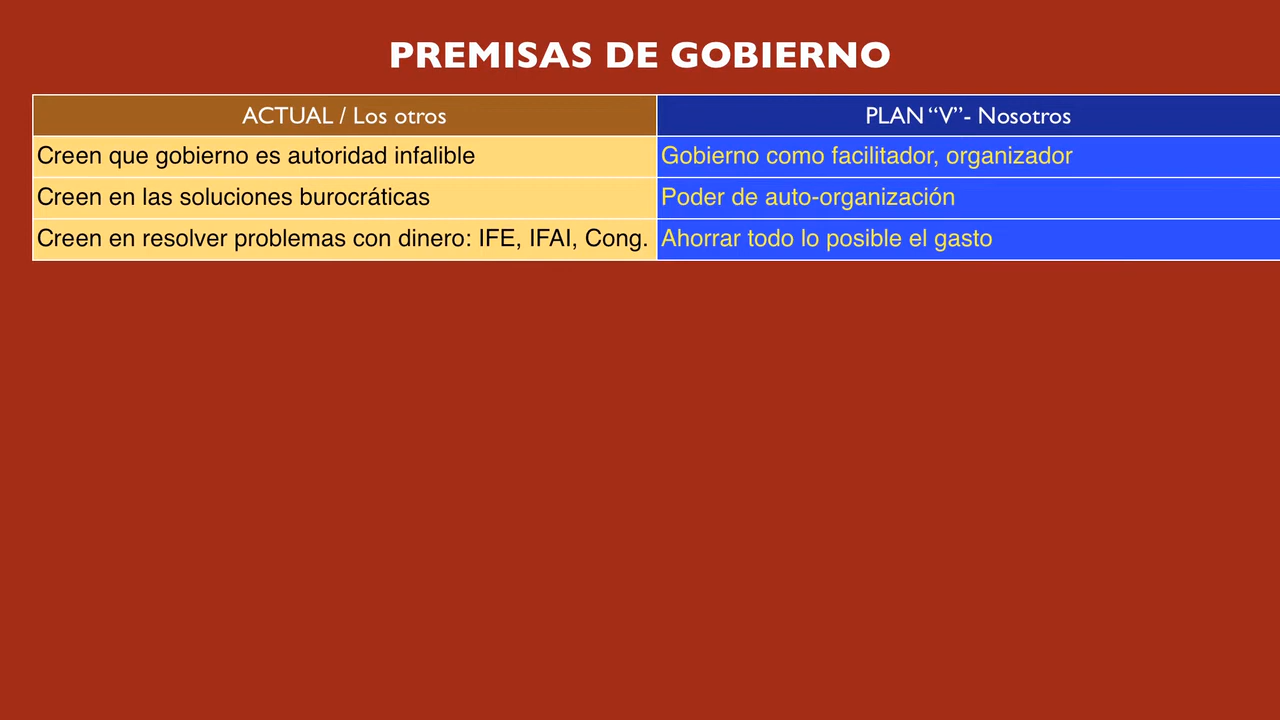 PREMISAS DE GOBIERNO
ACTUAL / Los otros
PLAN “V”- Nosotros
Creen que gobierno es autoridad infalible
Gobierno como facilitador, organizador
Creen en las soluciones burocráticas
Poder de auto-organización
Creen en resolver problemas con dinero: IFE, IFAI, Cong.
Ahorrar todo lo posible el gasto